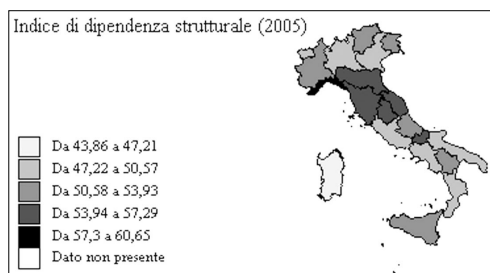 Indice di dipendenza strutturale (2005)
Da 43,86 a 47,21
Da 47,22 a 50,57
Da 50,58 a 53,93
Da 53,94 a 57,29
Da 57,3 a 60,65
Dato non presente